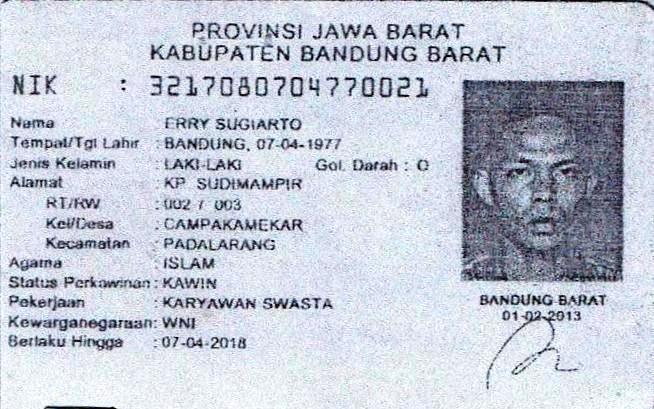 PROVINSI JAWA BARAT
KABUPATEN BANDUNG BARAT
NIK : 3217080704770021
Nama ERRY SUGIARTO
Tempat/Tgl Lahir : BANDUNG, 07-04-1977
Jenis Kelamin : LAKI-LAKI Gol. Darah : O
Alamat KP SUDIMAMPIR
RT/RW : 002 / 003
Kel/Desa : CAMPAKAMEKAR
Kecamatan : PADALARANG
Agama : ISLAM
Status Perkawinan: KAWIN
Pekerjaan : KARYAWAN SWASTA
Kewarganegaraan: WNI
Berlaku Hingga : 07-04-2018
BANDUNG BARAT
01-02-2013